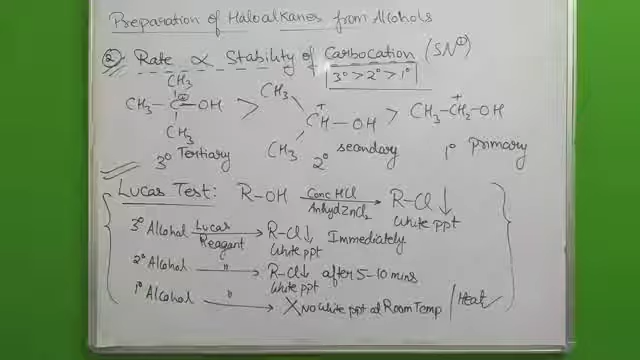 Preparation of Haloalkanes from Alcohols
② Rate ∝ Stability of Carbocation (SN①)
3° > 2° > 1°
CH₃
CH₃ – C⊕ – OH > CH₃ CH⁺ – OH > CH₃ – CH₂⁺ – OH
CH₃ CH₃
3° Tertiary 2° seondary 1° Primary
Lucas Test: R – OH Conc HCl → R – Cl ↓
Anhyd ZnCl₂ White ppt
3° Alcohol Lucas → R – Cl ↓ Immediately
Reagant White ppt
2° Alcohol " → R – Cl ↓ after 5-10 mins
White ppt
1° Alcohol " → X No White ppt at Room Temp / Heat